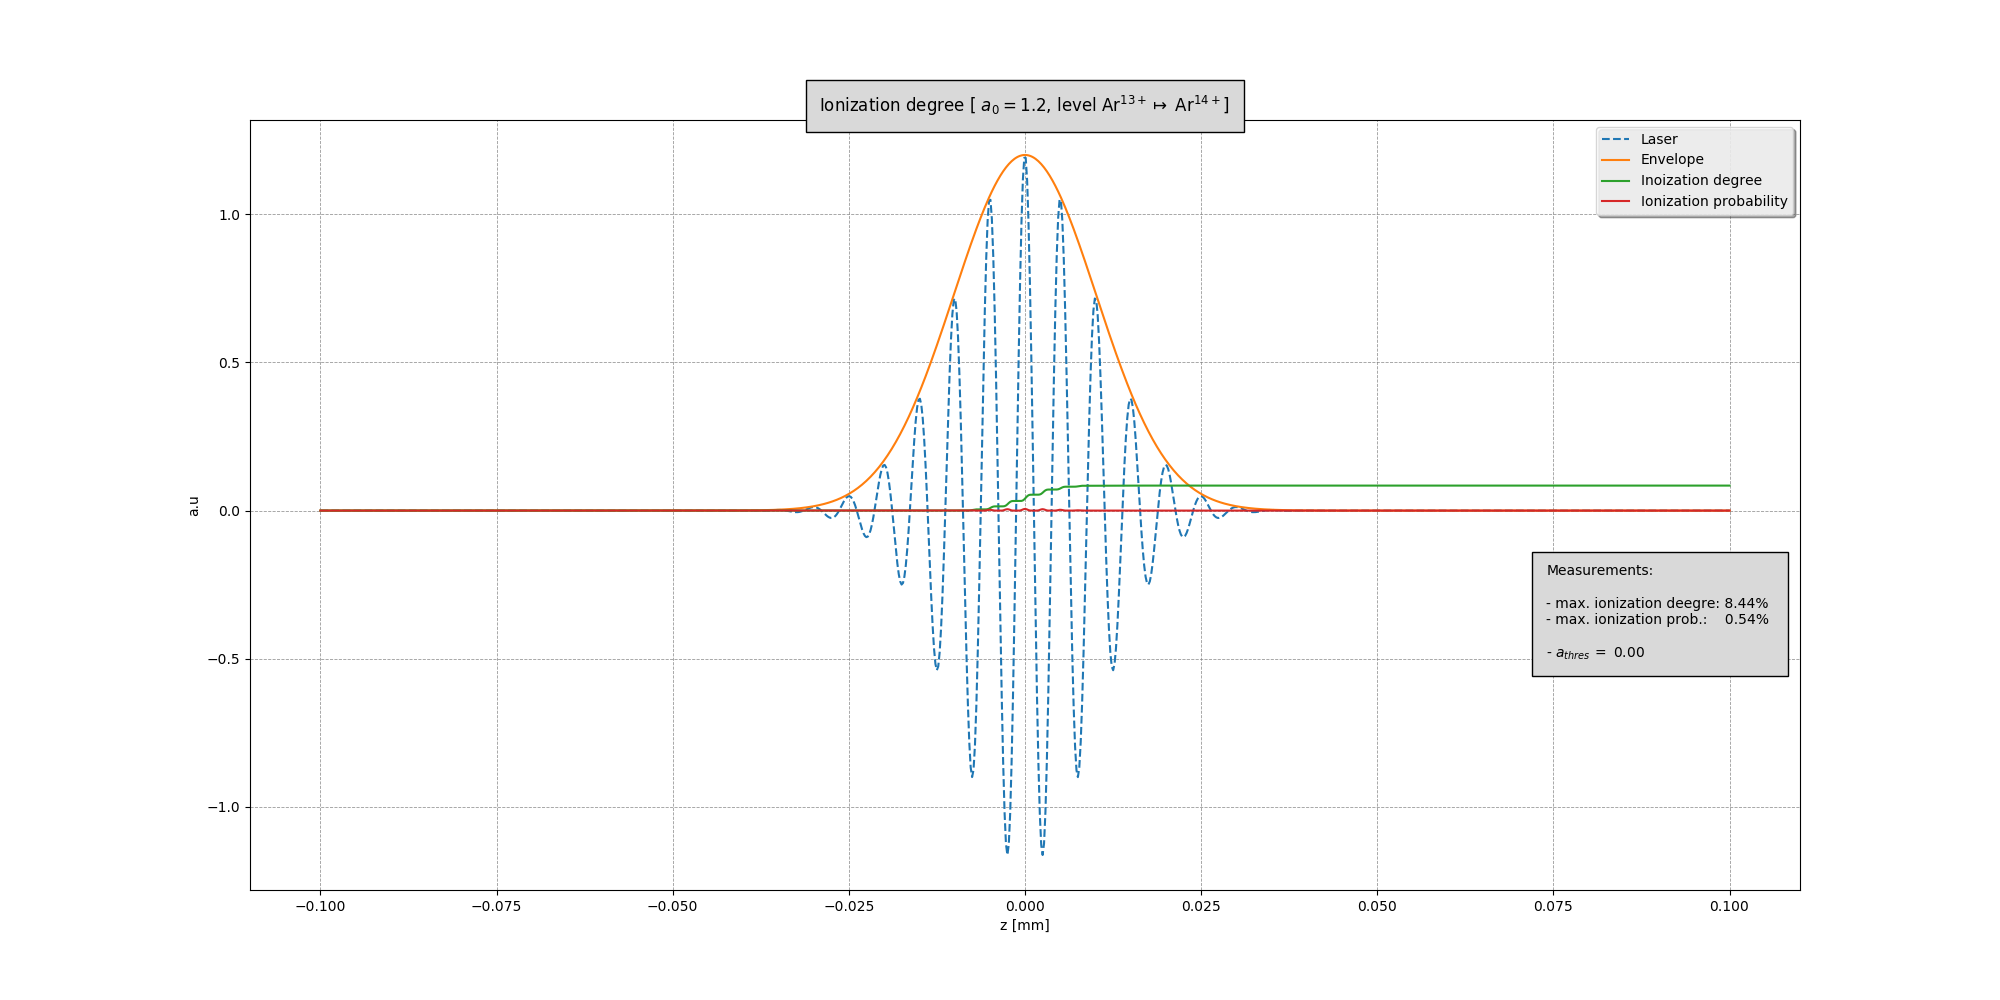 Ionization degree [ a₀ = 1.2, level Ar¹³⁺ ↦ Ar¹⁴⁺]
Laser
Envelope
Inoization degree
Ionization probability
1.0
0.5
0.0
−0.5
−1.0
a.u
Measurements:
- max. ionization deegre: 8.44%
- max. ionization prob.: 0.54%
- a_thres = 0.00
−0.100 −0.075 −0.050 −0.025 0.000 0.025 0.050 0.075 0.100
z [mm]